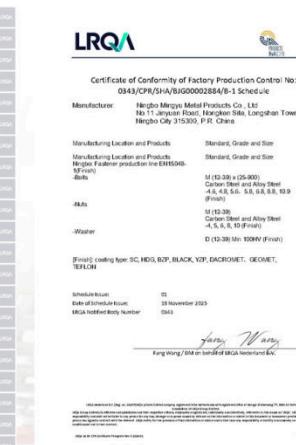 LRQA
Certificate of Conformity of Factory Production Control No:
0343/CPR/SHA/BJG00002884/B-1 Schedule
Manufacturer: Ningbo Mingyu Metal Products Co., Ltd
No 11 Jinyuan Road, Nongken Site, Longshan Town
Ningbo City 315300, P.R. China
Manufacturing Location and Products Standard, Grade and Size
Manufacturing Location and Products Standard, Grade and Size
Ningbo: Fastener production line EN15048-
1(Finish)
-Bolts M (12-39) x (25-800)
Carbon Steel and Alloy Steel
-4.6, 4.8, 5.6, 5.8, 6.8, 8.8, 10.9
(Finish)
-Nuts
M (12-39)
Carbon Steel and Alloy Steel
-4, 5, 6, 8, 10 (Finish)
-Washer
D (12-39) Min 100HV (Finish)
[Finish]: coating type: SC, HDG, BZP, BLACK, YZP, DACROMET, GEOMET,
TEFLON
Schedule Issue: 01
Date of Schedule Issue: 18 November 2025
LRQA Notified Body Number 0343
Fang Wang
Fang Wang / BM on behalf of LRQA Nederland B.V.